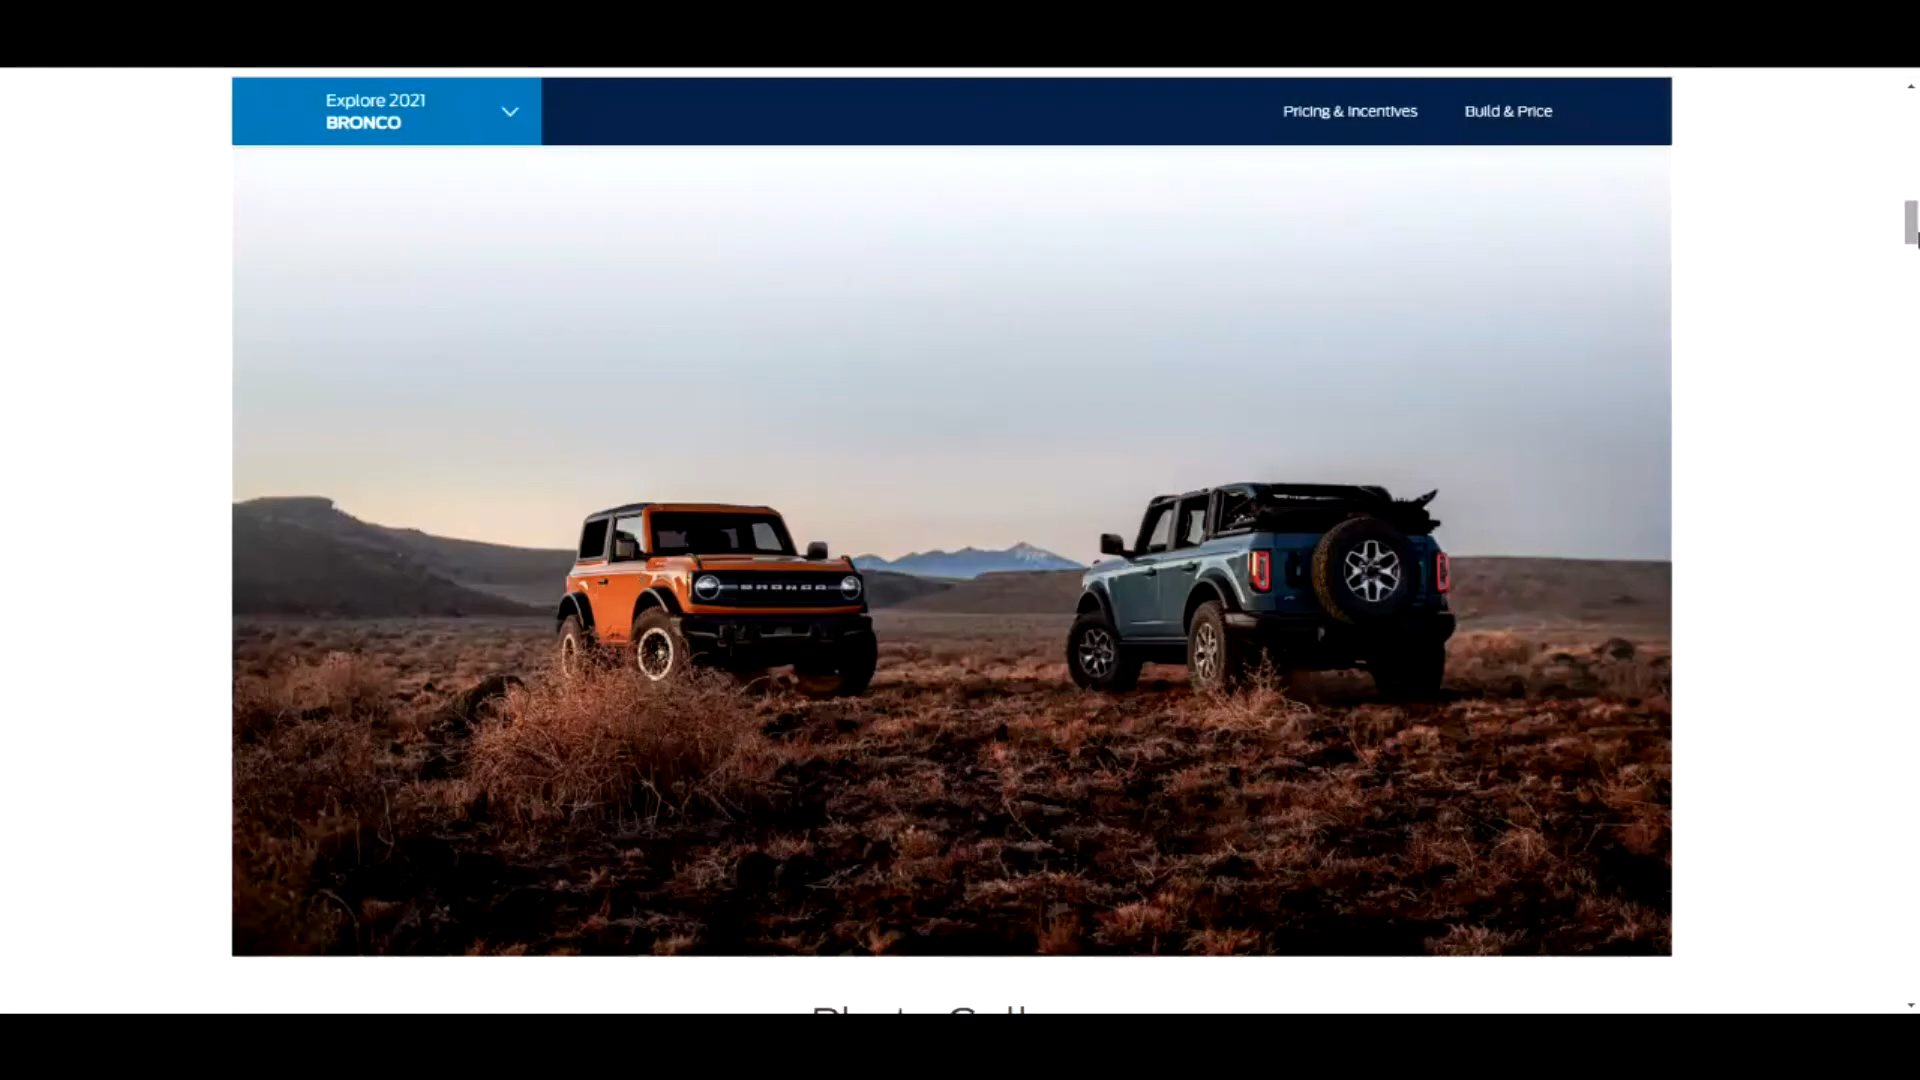 Explore 2021
BRONCO
Pricing & Incentives
Build & Price
BRONCO